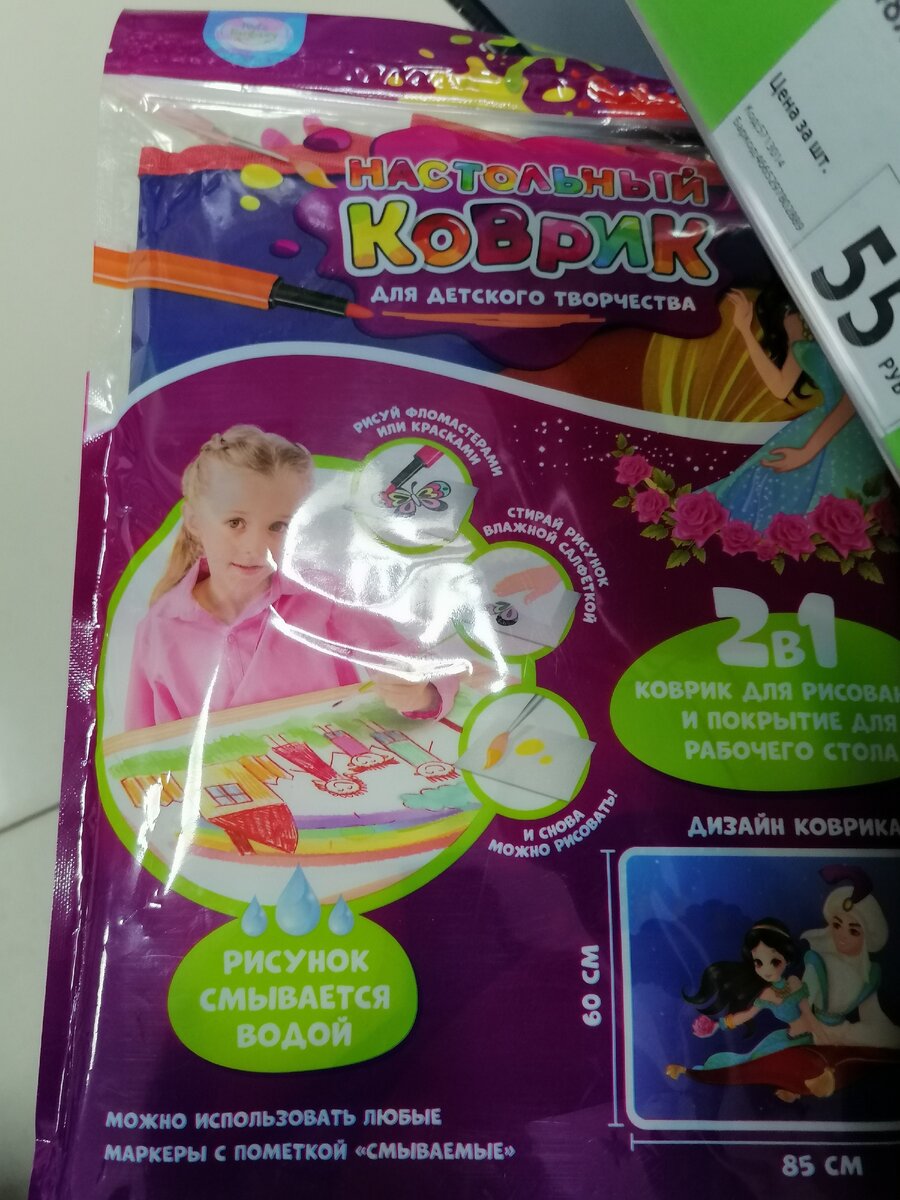 НАСТОЛЬНЫЙ
КОВРИК
ДЛЯ ДЕТСКОГО ТВОРЧЕСТВА
РИСУЙ ФЛОМАСТЕРАМИ
ИЛИ КРАСКАМИ
СТИРАЙ РИСУНОК
ВЛАЖНОЙ САЛФЕТКОЙ
И СНОВА
МОЖНО РИСОВАТЬ!
2в1
КОВРИК ДЛЯ
И ПОКРЫТИЕ ДЛЯ
РАБОЧЕГО СТОЛА
ДИЗАЙН КОВРИКА
60 СМ
85 СМ
РИСУНОК
СМЫВАЕТСЯ
ВОДОЙ
МОЖНО ИСПОЛЬЗОВАТЬ ЛЮБЫЕ
МАРКЕРЫ С ПОМЕТКОЙ «СМЫВАЕМЫЕ»
Цена за шт.
55
РУБ